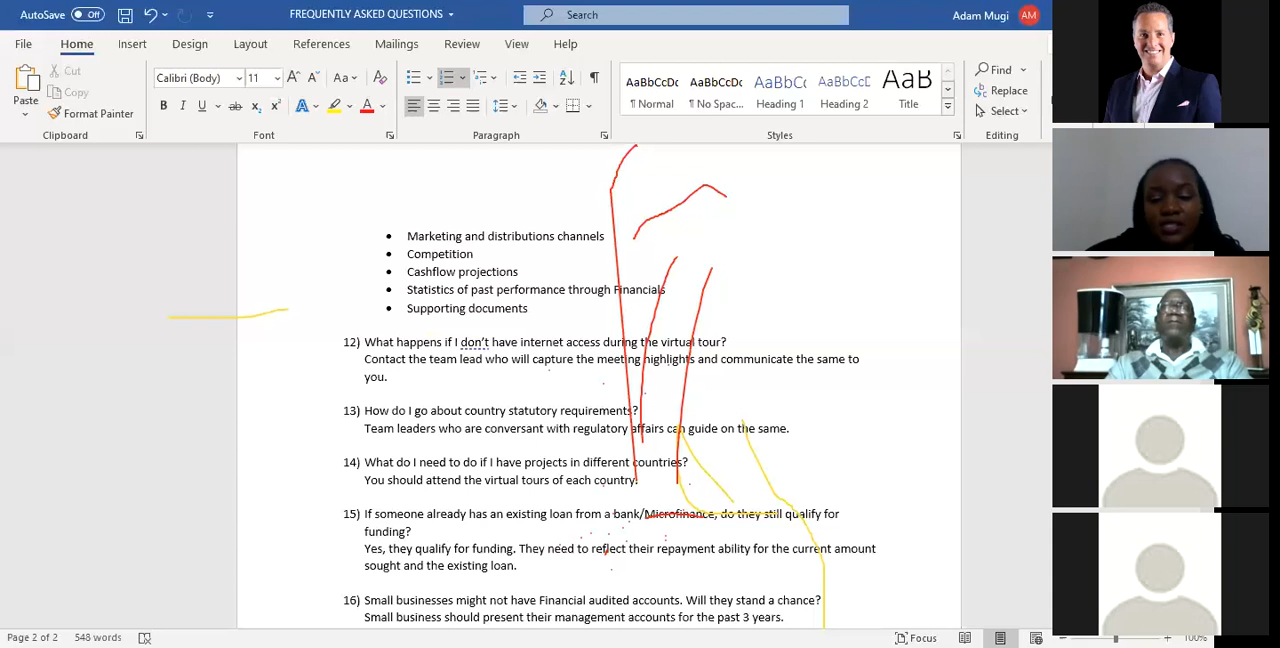 AutoSave Off FREQUENTLY ASKED QUESTIONS Search Adam Mugi AM
File Home Insert Design Layout References Mailings Review View Help
Paste Cut Copy Format Painter
Calibri (Body) 11 A A Aa A
B I U ab x₂ x² A A
AaBbCcDc AaBbCcDc AaBbCc AaBbCcD AaB
¶ Normal ¶ No Spac... Heading 1 Heading 2 Title
Find Replace Select
Clipboard Font Paragraph Styles Editing
• Marketing and distributions channels
• Competition
• Cashflow projections
• Statistics of past performance through Financials
• Supporting documents
12) What happens if I don't have internet access during the virtual tour?
Contact the team lead who will capture the meeting highlights and communicate the same to
you.
13) How do I go about country statutory requirements?
Team leaders who are conversant with regulatory affairs can guide on the same.
14) What do I need to do if I have projects in different countries?
You should attend the virtual tours of each country.
15) If someone already has an existing loan from a bank/Microfinance, do they still qualify for
funding?
Yes, they qualify for funding. They need to reflect their repayment ability for the current amount
sought and the existing loan.
16) Small businesses might not have Financial audited accounts. Will they stand a chance?
Small business should present their management accounts for the past 3 years.
Page 2 of 2 548 words Focus 100%